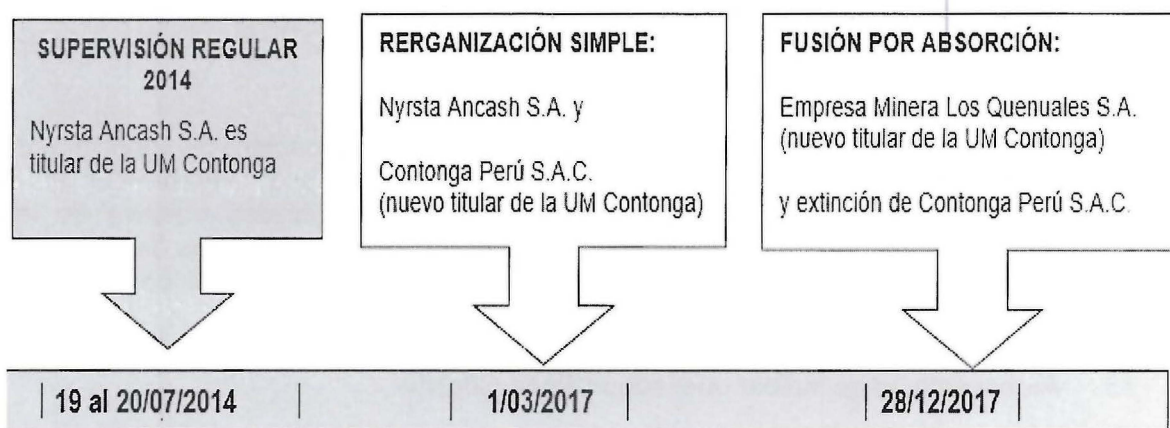 SUPERVISIÓN REGULAR
2014
Nyrsta Ancash S.A. es
titular de la UM Contonga
RERGANIZACIÓN SIMPLE:
Nyrsta Ancash S.A. y
Contonga Perú S.A.C.
(nuevo titular de la UM Contonga)
FUSIÓN POR ABSORCIÓN:
Empresa Minera Los Quenuales S.A.
(nuevo titular de la UM Contonga)
y extinción de Contonga Perú S.A.C.
19 al 20/07/2014
1/03/2017
28/12/2017